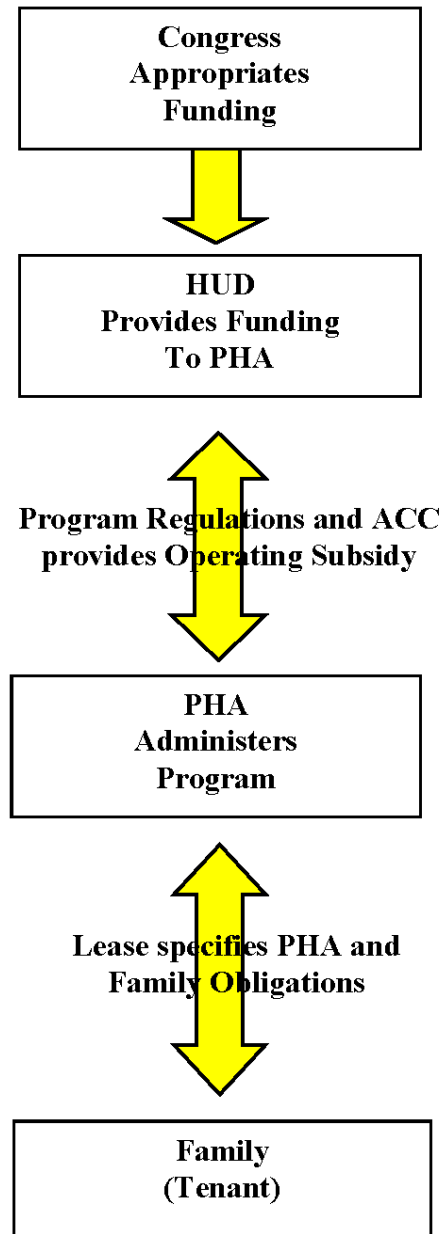 Congress
Appropriates
Funding
HUD
Provides Funding
To PHA
Program Regulations and ACC
provides Operating Subsidy
PHA
Administers
Program
Lease specifies PHA and
Family Obligations
Family
(Tenant)